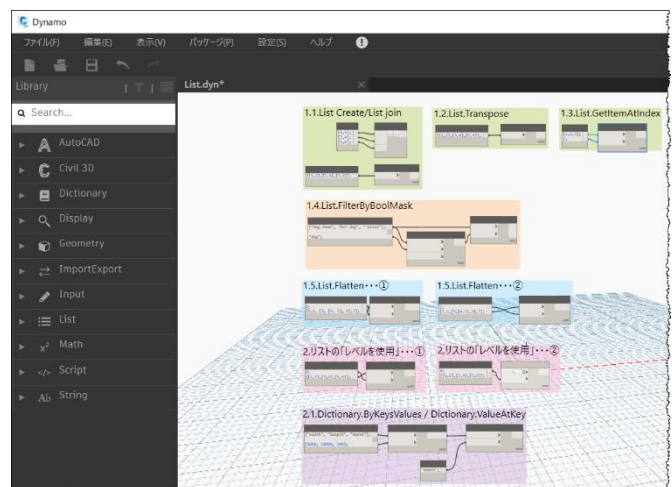 Dynamo
ファイル(F) 編集(E) 表示(V) パッケージ(P) 設定(S) ヘルプ
Library
List.dyn*
Search...
AutoCAD
Civil 3D
Dictionary
Display
Geometry
ImportExport
Input
List
Math
Script
String
1.1.List Create/List join
1.2.List.Transpose
1.3.List.GetItemAtIndex
1.4.List.FilterByBoolMask
1.5.List.Flatten・・・①
1.5.List.Flatten・・・②
2.リストの「レベルを使用」・・・①
2.リストの「レベルを使用」・・・②
2.1.Dictionary.ByKeysValues / Dictionary.ValueAtKey